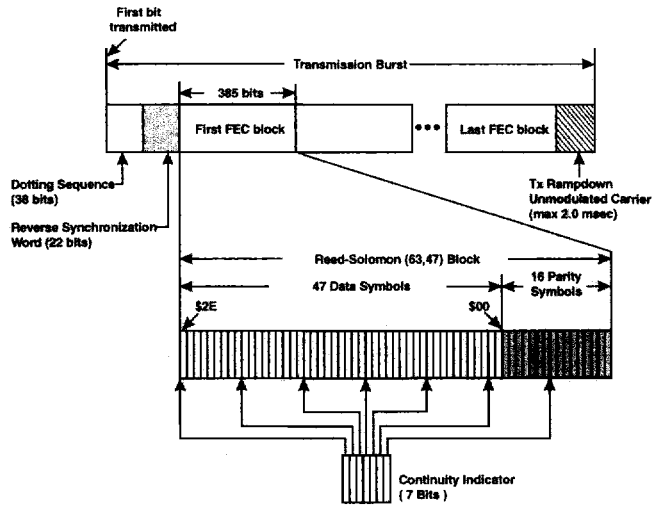 First bit
transmitted
Transmission Burst
385 bits
First FEC block
Last FEC block
Dotting Sequence
(38 bits)
Reverse Synchronization
Word (22 bits)
Tx Rampdown
Unmodulated Carrier
(max 2.0 msec)
Reed-Solomon (63,47) Block
47 Data Symbols
16 Parity
Symbols
$2E
$00
Continuity Indicator
( 7 Bits )